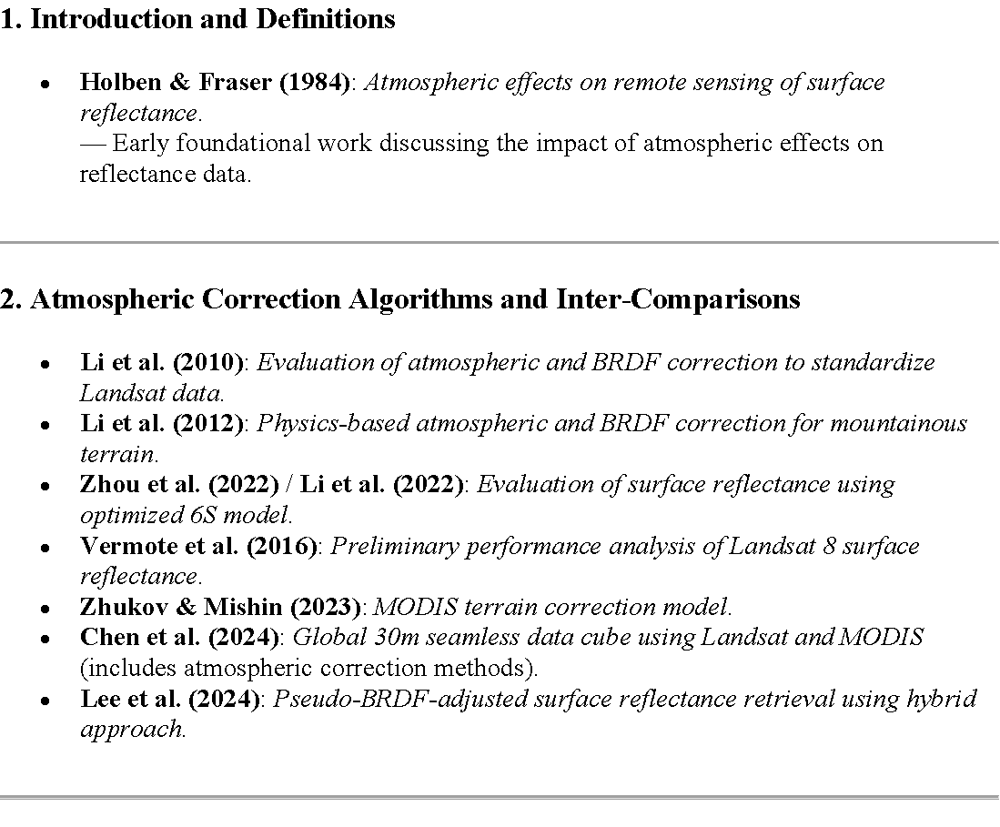 1. Introduction and Definitions
• Holben & Fraser (1984): Atmospheric effects on remote sensing of surface
reflectance.
— Early foundational work discussing the impact of atmospheric effects on
reflectance data.
2. Atmospheric Correction Algorithms and Inter-Comparisons
• Li et al. (2010): Evaluation of atmospheric and BRDF correction to standardize
Landsat data.
• Li et al. (2012): Physics-based atmospheric and BRDF correction for mountainous
terrain.
• Zhou et al. (2022) / Li et al. (2022): Evaluation of surface reflectance using
optimized 6S model.
• Vermote et al. (2016): Preliminary performance analysis of Landsat 8 surface
reflectance.
• Zhukov & Mishin (2023): MODIS terrain correction model.
• Chen et al. (2024): Global 30m seamless data cube using Landsat and MODIS
(includes atmospheric correction methods).
• Lee et al. (2024): Pseudo-BRDF-adjusted surface reflectance retrieval using hybrid
approach.